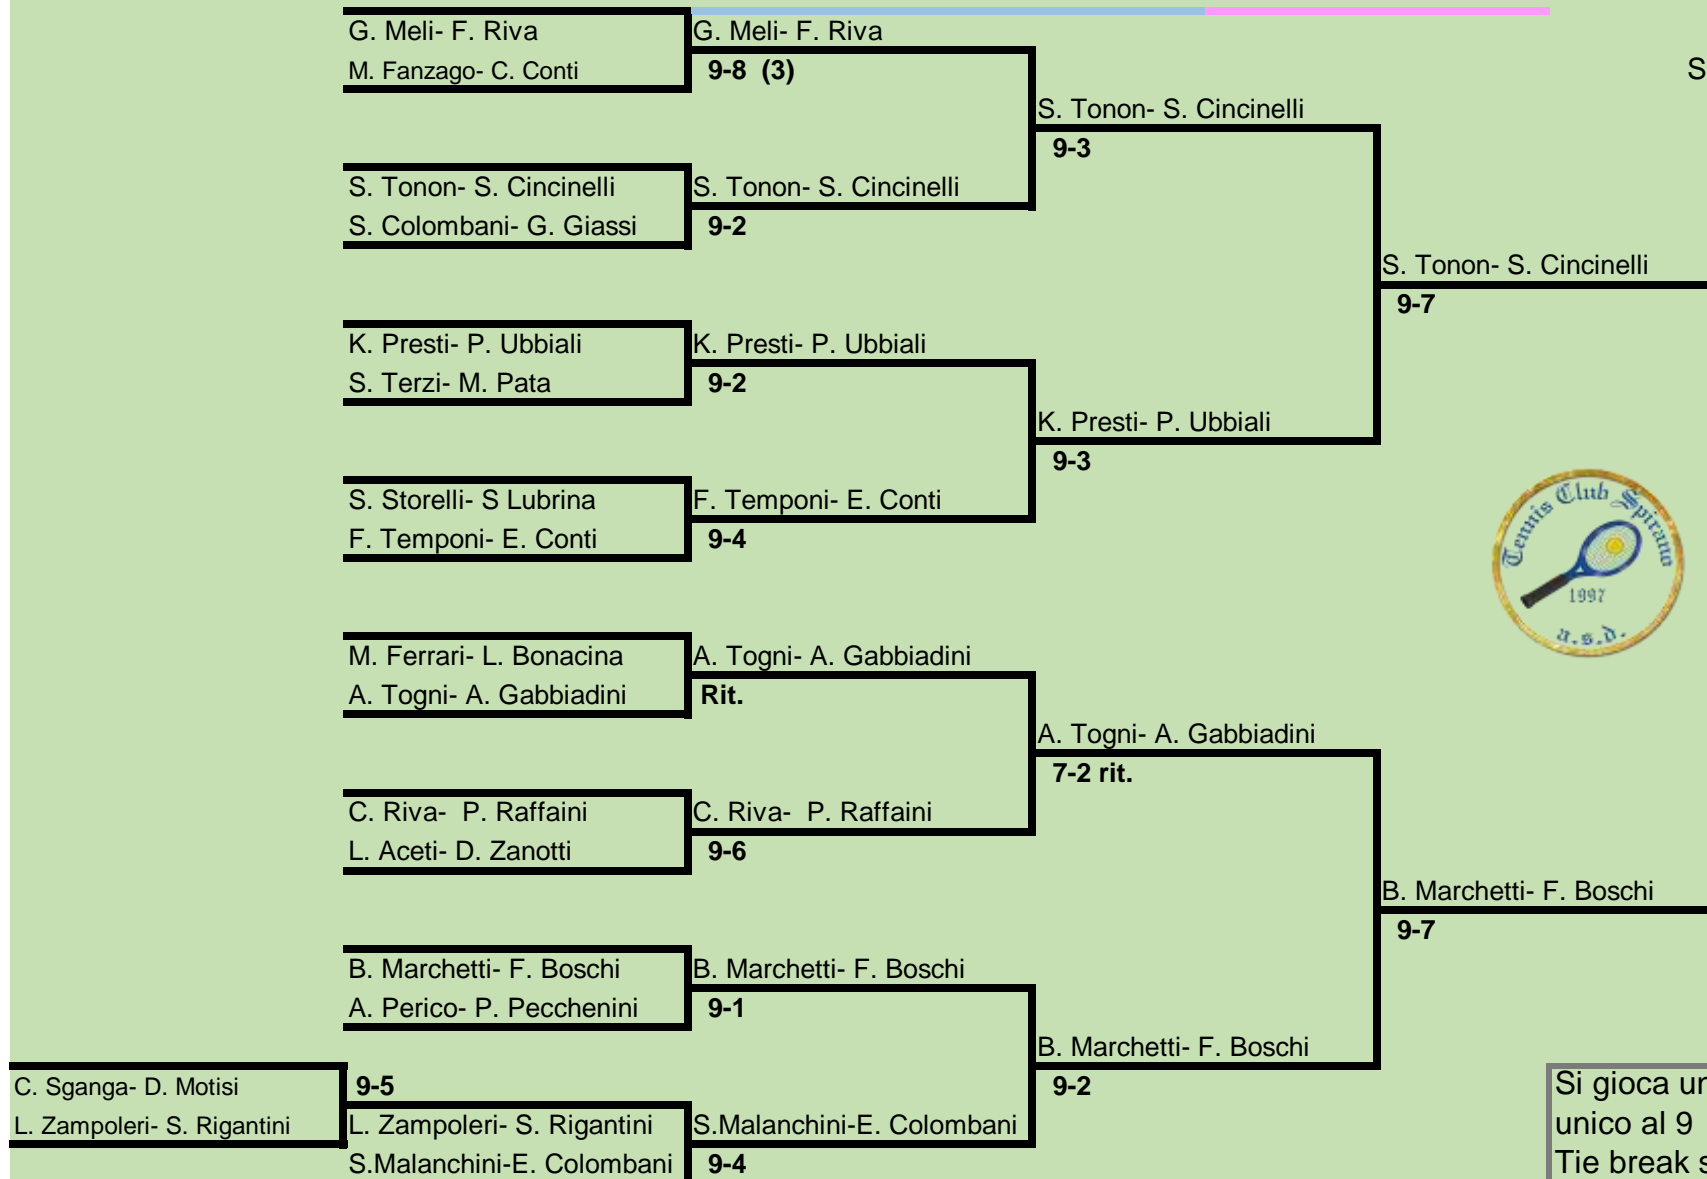 G. Meli- F. Riva
M. Fanzago- C. Conti
G. Meli- F. Riva
9-8 (3)
S. Tonon- S. Cincinelli
9-3
S. Tonon- S. Cincinelli
S. Colombani- G. Giassi
S. Tonon- S. Cincinelli
9-2
S. Tonon- S. Cincinelli
9-7
K. Presti- P. Ubbiali
S. Terzi- M. Pata
K. Presti- P. Ubbiali
9-2
K. Presti- P. Ubbiali
9-3
S. Storelli- S Lubrina
F. Temponi- E. Conti
F. Temponi- E. Conti
9-4
Tennis Club Spirano
1997
a.s.d.
M. Ferrari- L. Bonacina
A. Togni- A. Gabbiadini
A. Togni- A. Gabbiadini
Rit.
A. Togni- A. Gabbiadini
7-2 rit.
C. Riva- P. Raffaini
L. Aceti- D. Zanotti
C. Riva- P. Raffaini
9-6
B. Marchetti- F. Boschi
9-7
B. Marchetti- F. Boschi
A. Perico- P. Pecchenini
B. Marchetti- F. Boschi
9-1
B. Marchetti- F. Boschi
9-2
C. Sganga- D. Motisi
L. Zampoleri- S. Rigantini
9-5
L. Zampoleri- S. Rigantini
S.Malanchini-E. Colombani
S.Malanchini-E. Colombani
9-4
Si gioca
unico al 9
Tie break